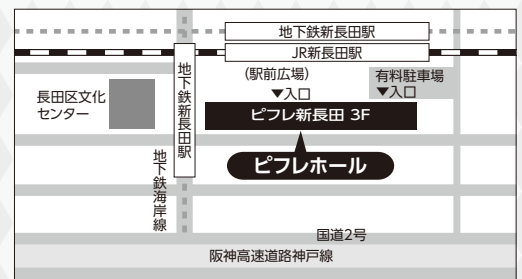 地下鉄新長田駅
JR新長田駅
(駅前広場)
▼入口
有料駐車場
▼入口
地下鉄新長田駅
長田区文化
センター
ピフレ新長田 3F
ピフレホール
地下鉄海岸線
国道2号
阪神高速道路神戸線